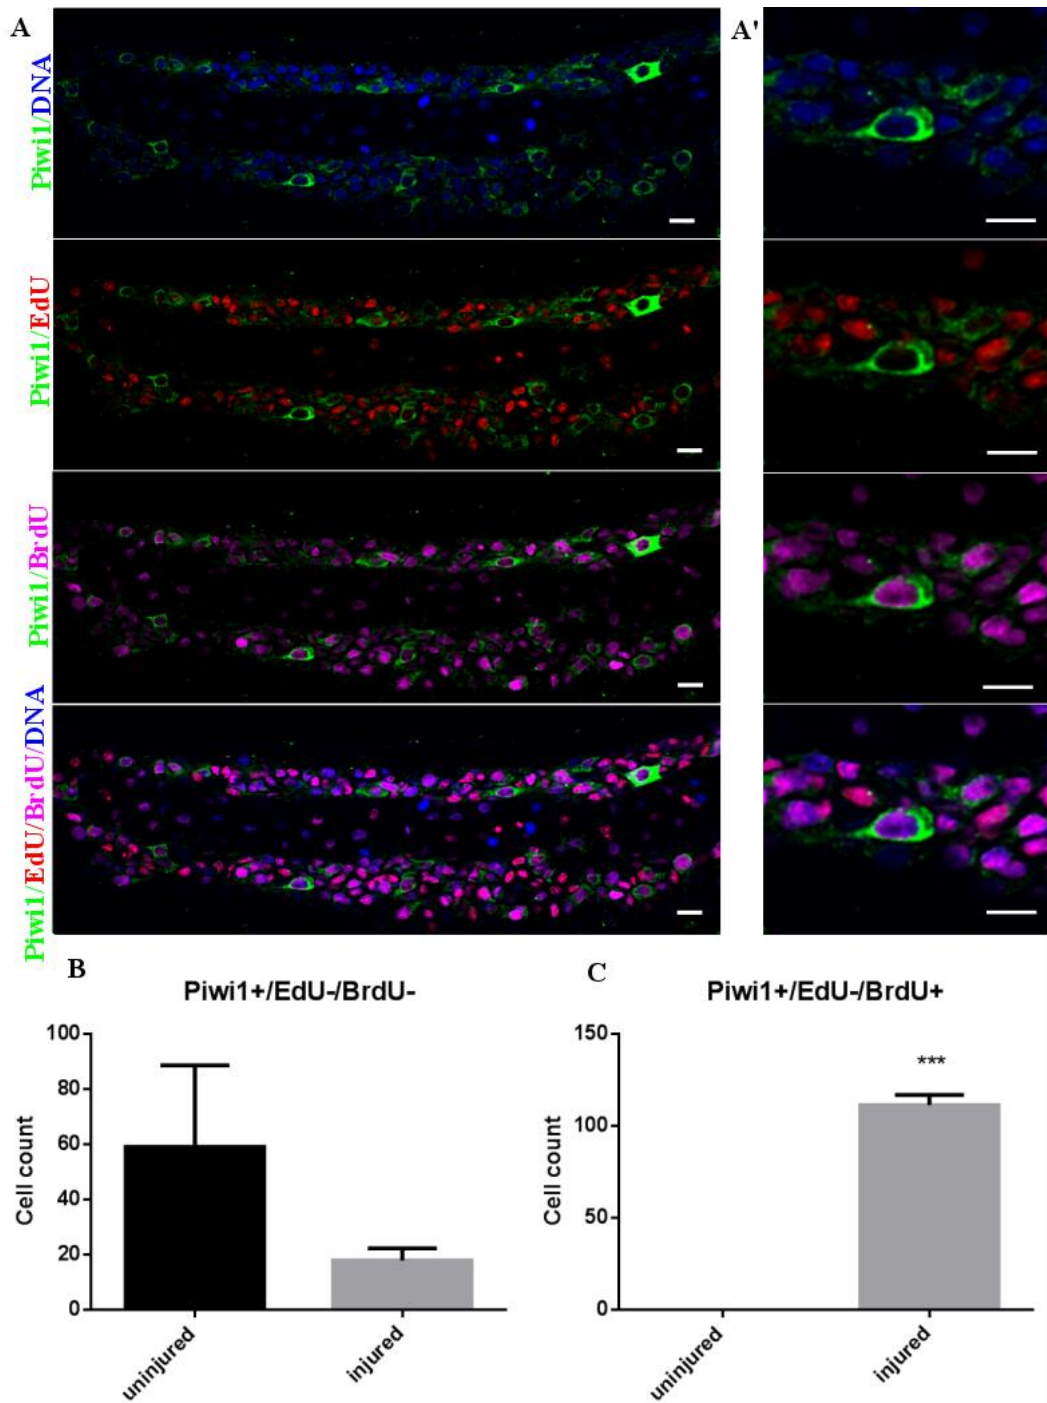 A
A'
Piwi1/DNA
Piwi1/EdU
Piwi1/BrdU
Piwi1/EdU/BrdU/DNA
B
Piwi1+/EdU-/BrdU-
100
80
60
40
20
0
Cell count
uninjured
injured
C
Piwi1+/EdU-/BrdU+
150
100
50
0
Cell count
***
uninjured
injured